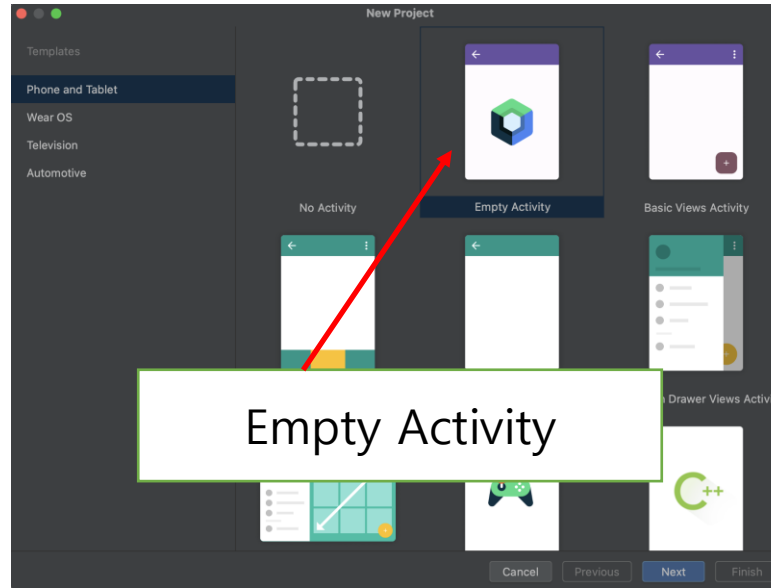 New Project
Templates
Phone and Tablet
Wear OS
Television
Automotive
No Activity
Empty Activity
Basic Views Activity
Empty Activity
Drawer Views Activi
C++
Cancel
Previous
Next
Finish